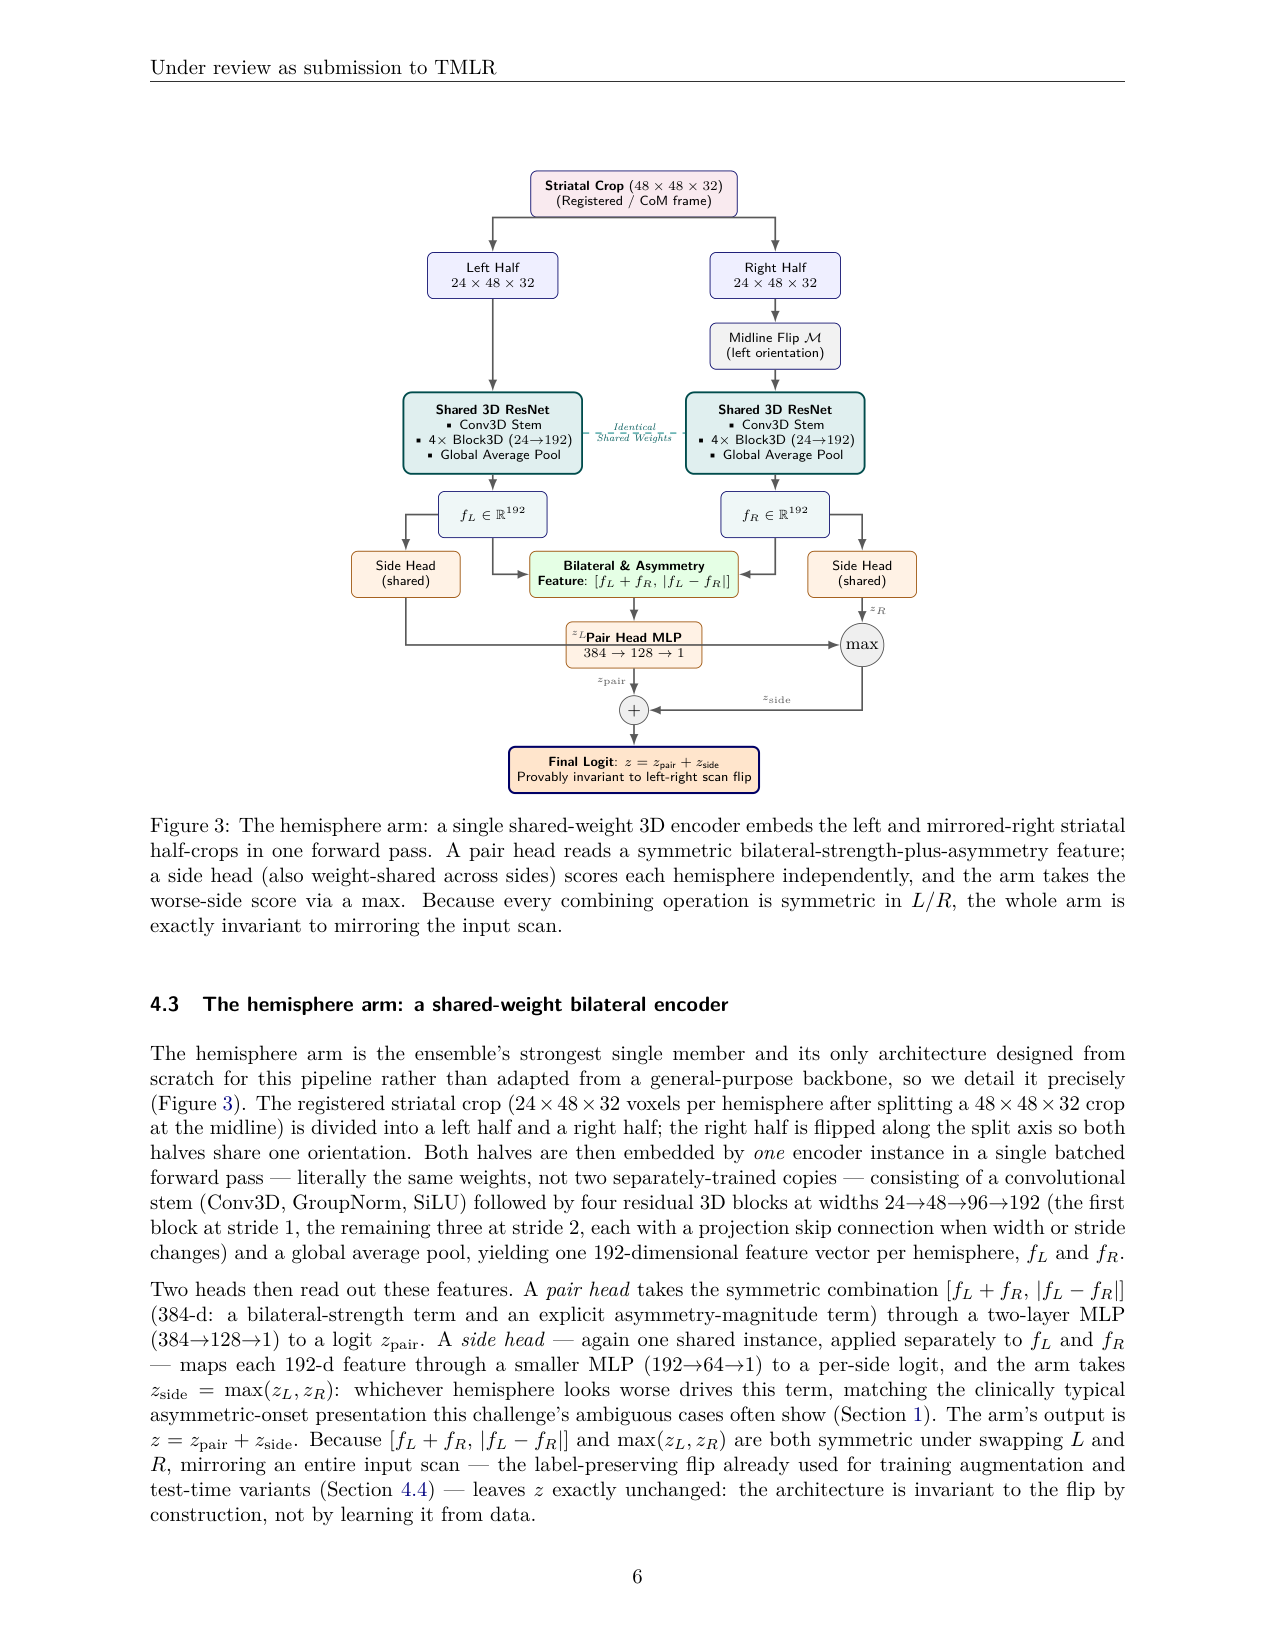 Under review as submission to TMLR
Striatal Crop (48 × 48 × 32)
(Registered / CoM frame)
Left Half
24 × 48 × 32
Right Half
24 × 48 × 32
Midline Flip ℳ
(left orientation)
Shared 3D ResNet
▪ Conv3D Stem
▪ 4× Block3D (24→192)
▪ Global Average Pool
Identical
Shared Weights
Shared 3D ResNet
▪ Conv3D Stem
▪ 4× Block3D (24→192)
▪ Global Average Pool
f_L ∈ ℝ^192
f_R ∈ ℝ^192
Side Head
(shared)
Bilateral & Asymmetry
Feature: [f_L + f_R, |f_L − f_R|]
Side Head
(shared)
z_R
z_L
Pair Head MLP
384 → 128 → 1
max
z_pair
z_side
+
Final Logit: z = z_pair + z_side
Provably invariant to left-right scan flip
Figure 3: The hemisphere arm: a single shared-weight 3D encoder embeds the left and mirrored-right striatal
half-crops in one forward pass. A pair head reads a symmetric bilateral-strength-plus-asymmetry feature;
a side head (also weight-shared across sides) scores each hemisphere independently, and the arm takes the
worse-side score via a max. Because every combining operation is symmetric in L/R, the whole arm is
exactly invariant to mirroring the input scan.
4.3 The hemisphere arm: a shared-weight bilateral encoder
The hemisphere arm is the ensemble's strongest single member and its only architecture designed from
scratch for this pipeline rather than adapted from a general-purpose backbone, so we detail it precisely
(Figure 3). The registered striatal crop (24 × 48 × 32 voxels per hemisphere after splitting a 48 × 48 × 32 crop
at the midline) is divided into a left half and a right half; the right half is flipped along the split axis so both
halves share one orientation. Both halves are then embedded by one encoder instance in a single batched
forward pass — literally the same weights, not two separately-trained copies — consisting of a convolutional
stem (Conv3D, GroupNorm, SiLU) followed by four residual 3D blocks at widths 24→48→96→192 (the first
block at stride 1, the remaining three at stride 2, each with a projection skip connection when width or stride
changes) and a global average pool, yielding one 192-dimensional feature vector per hemisphere, f_L and f_R.
Two heads then read out these features. A pair head takes the symmetric combination [f_L + f_R, |f_L − f_R|]
(384-d: a bilateral-strength term and an explicit asymmetry-magnitude term) through a two-layer MLP
(384→128→1) to a logit z_pair. A side head — again one shared instance, applied separately to f_L and f_R
— maps each 192-d feature through a smaller MLP (192→64→1) to a per-side logit, and the arm takes
z_side = max(z_L, z_R): whichever hemisphere looks worse drives this term, matching the clinically typical
asymmetric-onset presentation this challenge's ambiguous cases often show (Section 1). The arm's output is
z = z_pair + z_side. Because [f_L + f_R, |f_L − f_R|] and max(z_L, z_R) are both symmetric under swapping L and
R, mirroring an entire input scan — the label-preserving flip already used for training augmentation and
test-time variants (Section 4.4) — leaves z exactly unchanged: the architecture is invariant to the flip by
construction, not by learning it from data.
6